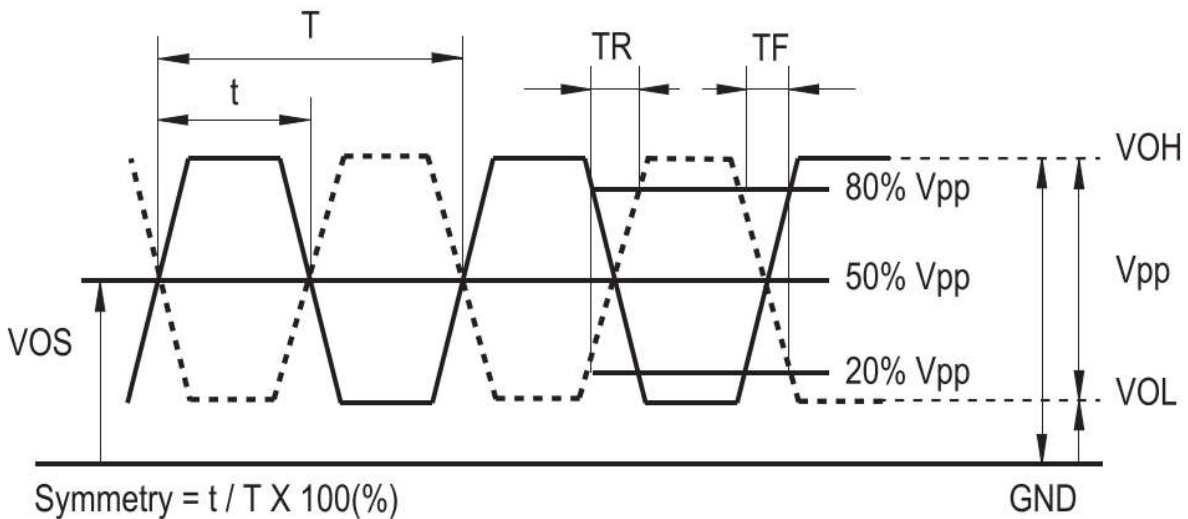 T
TR
TF
t
VOH
80% Vpp
50% Vpp
Vpp
VOS
20% Vpp
VOL
Symmetry = t / T X 100(%)
GND